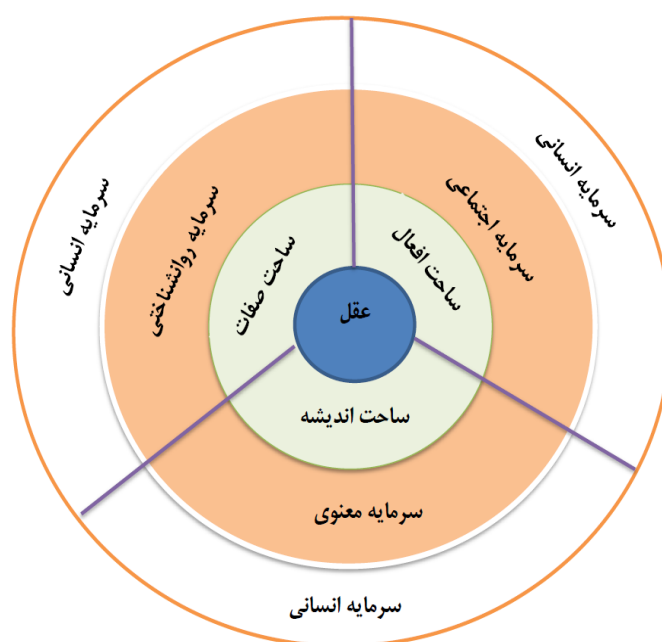 سرمایه انسانی
سرمایه اجتماعی
ساحت افعال
سرمایه انسانی
سرمایه روانشناختی
ساحت صفات
عقل
ساحت اندیشه
سرمایه معنوی
سرمایه انسانی